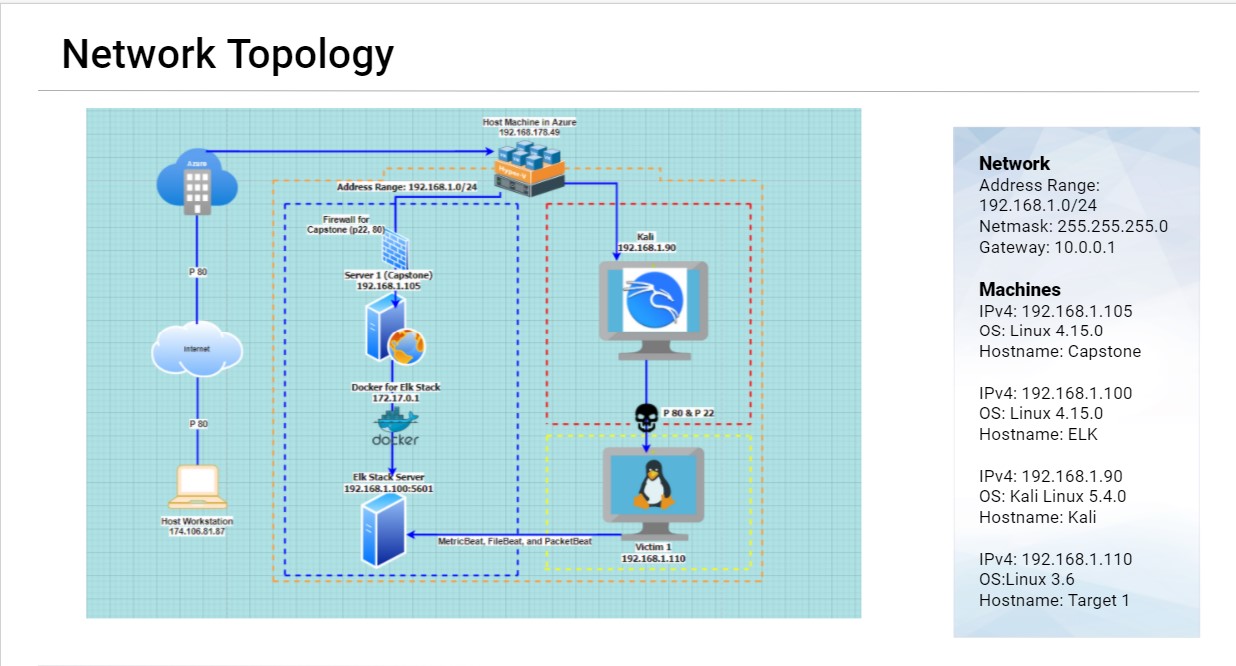 Network Topology
Host Machine in Azure
192.168.178.49
Azure
Hyper-V
Address Range: 192.168.1.0/24
Firewall for
Capstone (p22, 80)
Kali
192.168.1.90
P 80
Server 1 (Capstone)
192.168.1.105
Internet
Docker for Elk Stack
172.17.0.1
P 80 & P 22
P 80
docker
Elk Stack Server
192.168.1.100:5601
Host Workstation
174.106.81.87
MetricBeat, FileBeat, and PacketBeat
Victim 1
192.168.1.110
Network
Address Range:
192.168.1.0/24
Netmask: 255.255.255.0
Gateway: 10.0.0.1
Machines
IPv4: 192.168.1.105
OS: Linux 4.15.0
Hostname: Capstone
IPv4: 192.168.1.100
OS: Linux 4.15.0
Hostname: ELK
IPv4: 192.168.1.90
OS: Kali Linux 5.4.0
Hostname: Kali
IPv4: 192.168.1.110
OS:Linux 3.6
Hostname: Target 1